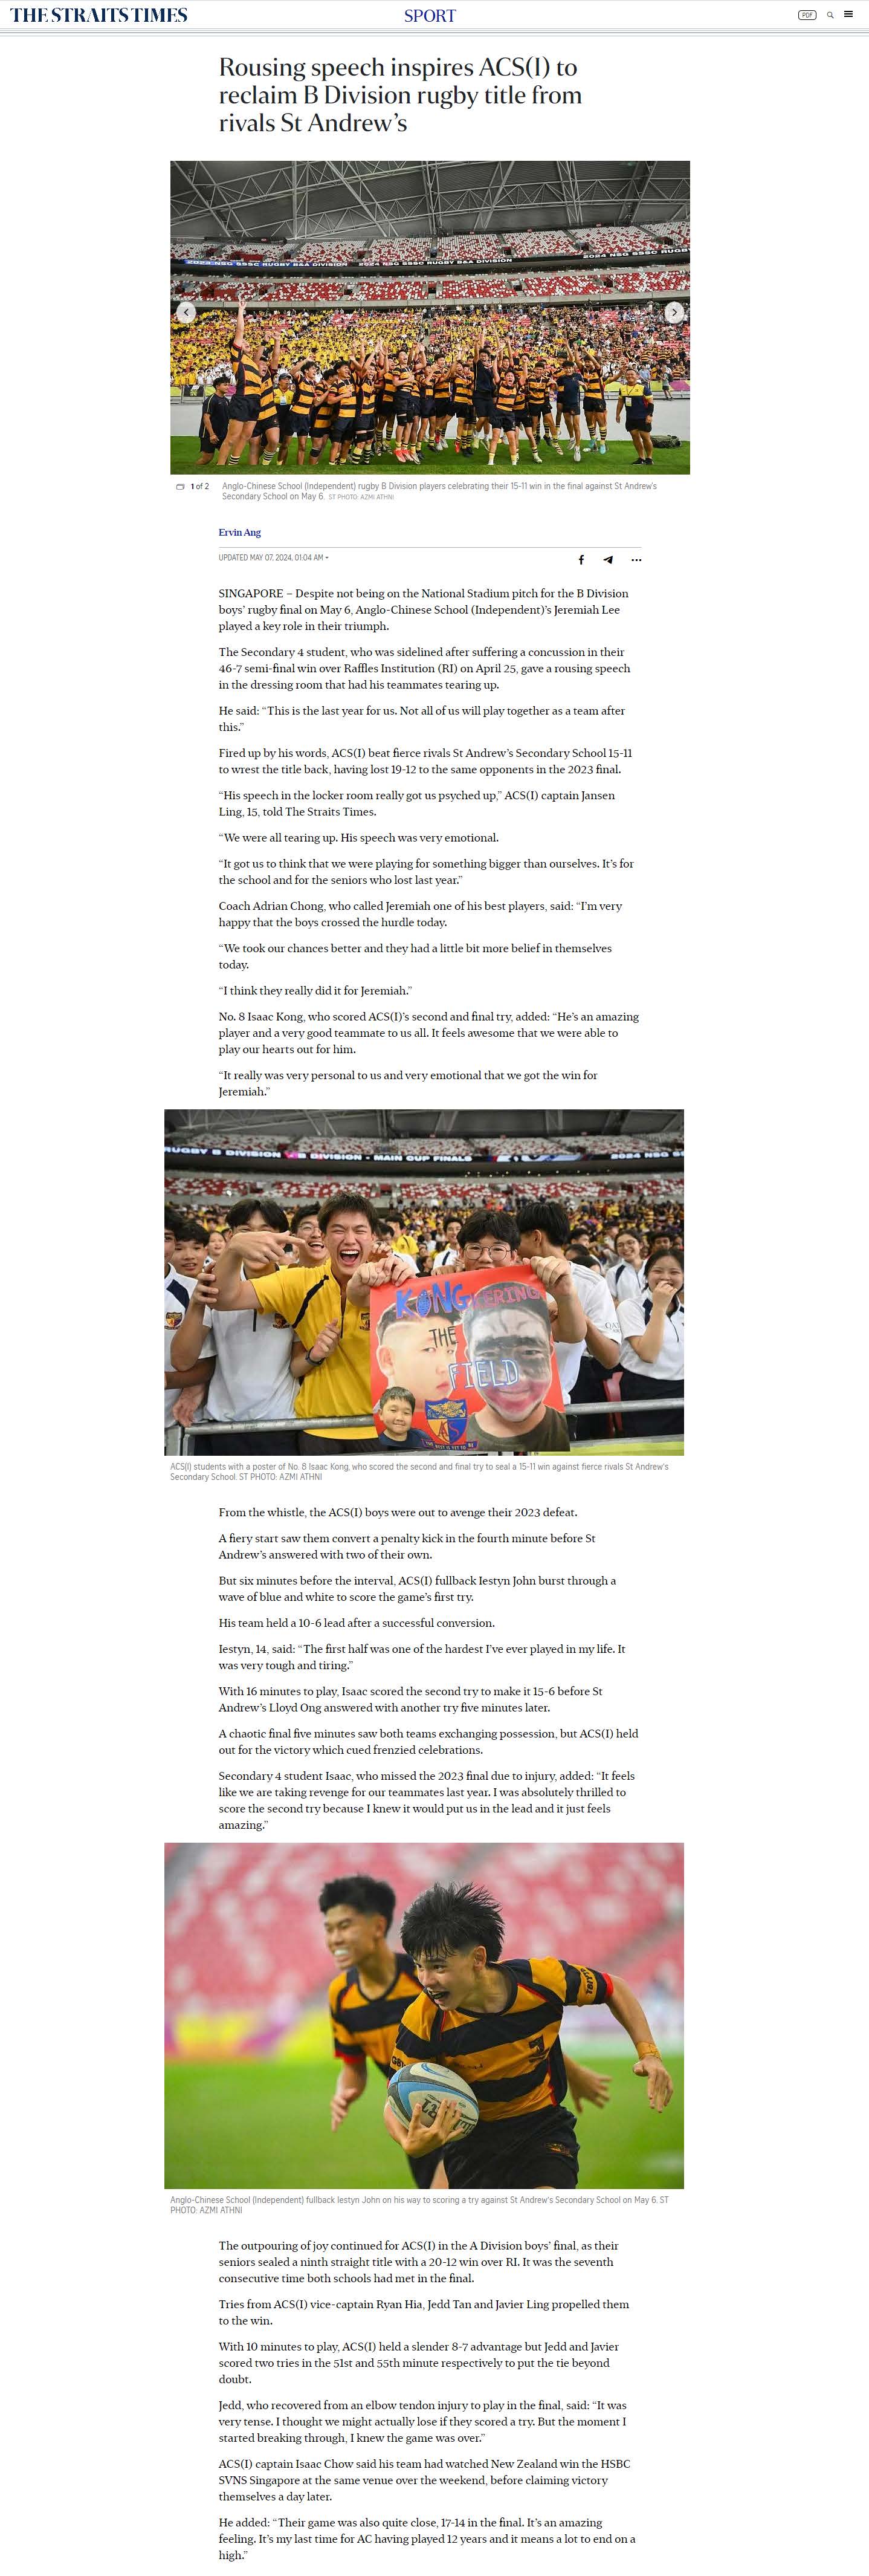 THE STRAITS TIMES
SPORT
PDF
Rousing speech inspires ACS(I) to
reclaim B Division rugby title from
rivals St Andrew’s
2023 NSG SSSC RUGBY B&A DIVISION
2024 NSG SSSC RUGBY B&A DIVISION
2024 NSG SSSC RUGB
1 of 2
Anglo-Chinese School (Independent) rugby B Division players celebrating their 15-11 win in the final against St Andrew's
Secondary School on May 6. ST PHOTO: AZMI ATHNI
Ervin Ang
UPDATED MAY 07, 2024, 01:04 AM
SINGAPORE – Despite not being on the National Stadium pitch for the B Division
boys’ rugby final on May 6, Anglo-Chinese School (Independent)’s Jeremiah Lee
played a key role in their triumph.
The Secondary 4 student, who was sidelined after suffering a concussion in their
46-7 semi-final win over Raffles Institution (RI) on April 25, gave a rousing speech
in the dressing room that had his teammates tearing up.
He said: “This is the last year for us. Not all of us will play together as a team after
this.”
Fired up by his words, ACS(I) beat fierce rivals St Andrew’s Secondary School 15-11
to wrest the title back, having lost 19-12 to the same opponents in the 2023 final.
“His speech in the locker room really got us psyched up,” ACS(I) captain Jansen
Ling, 15, told The Straits Times.
“We were all tearing up. His speech was very emotional.
“It got us to think that we were playing for something bigger than ourselves. It’s for
the school and for the seniors who lost last year.”
Coach Adrian Chong, who called Jeremiah one of his best players, said: “I’m very
happy that the boys crossed the hurdle today.
“We took our chances better and they had a little bit more belief in themselves
today.
“I think they really did it for Jeremiah.”
No. 8 Isaac Kong, who scored ACS(I)’s second and final try, added: “He’s an amazing
player and a very good teammate to us all. It feels awesome that we were able to
play our hearts out for him.
“It really was very personal to us and very emotional that we got the win for
Jeremiah.”
RUGBY B DIVISION
B DIVISION - MAIN CUP FINALS
2024 NSG S
KONGKERING
THE
FIELD
THE BEST IS YET TO BE
ACS(I) students with a poster of No. 8 Isaac Kong, who scored the second and final try to seal a 15-11 win against fierce rivals St Andrew's
Secondary School. ST PHOTO: AZMI ATHNI
From the whistle, the ACS(I) boys were out to avenge their 2023 defeat.
A fiery start saw them convert a penalty kick in the fourth minute before St
Andrew’s answered with two of their own.
But six minutes before the interval, ACS(I) fullback Iestyn John burst through a
wave of blue and white to score the game’s first try.
His team held a 10-6 lead after a successful conversion.
Iestyn, 14, said: “The first half was one of the hardest I’ve ever played in my life. It
was very tough and tiring.”
With 16 minutes to play, Isaac scored the second try to make it 15-6 before St
Andrew’s Lloyd Ong answered with another try five minutes later.
A chaotic final five minutes saw both teams exchanging possession, but ACS(I) held
out for the victory which cued frenzied celebrations.
Secondary 4 student Isaac, who missed the 2023 final due to injury, added: “It feels
like we are taking revenge for our teammates last year. I was absolutely thrilled to
score the second try because I knew it would put us in the lead and it just feels
amazing.”
Anglo-Chinese School (Independent) fullback Iestyn John on his way to scoring a try against St Andrew's Secondary School on May 6. ST
PHOTO: AZMI ATHNI
The outpouring of joy continued for ACS(I) in the A Division boys’ final, as their
seniors sealed a ninth straight title with a 20-12 win over RI. It was the seventh
consecutive time both schools had met in the final.
Tries from ACS(I) vice-captain Ryan Hia, Jedd Tan and Javier Ling propelled them
to the win.
With 10 minutes to play, ACS(I) held a slender 8-7 advantage but Jedd and Javier
scored two tries in the 51st and 55th minute respectively to put the tie beyond
doubt.
Jedd, who recovered from an elbow tendon injury to play in the final, said: “It was
very tense. I thought we might actually lose if they scored a try. But the moment I
started breaking through, I knew the game was over.”
ACS(I) captain Isaac Chow said his team had watched New Zealand win the HSBC
SVNS Singapore at the same venue over the weekend, before claiming victory
themselves a day later.
He added: “Their game was also quite close, 17-14 in the final. It’s an amazing
feeling. It’s my last time for AC having played 12 years and it means a lot to end on a
high.”